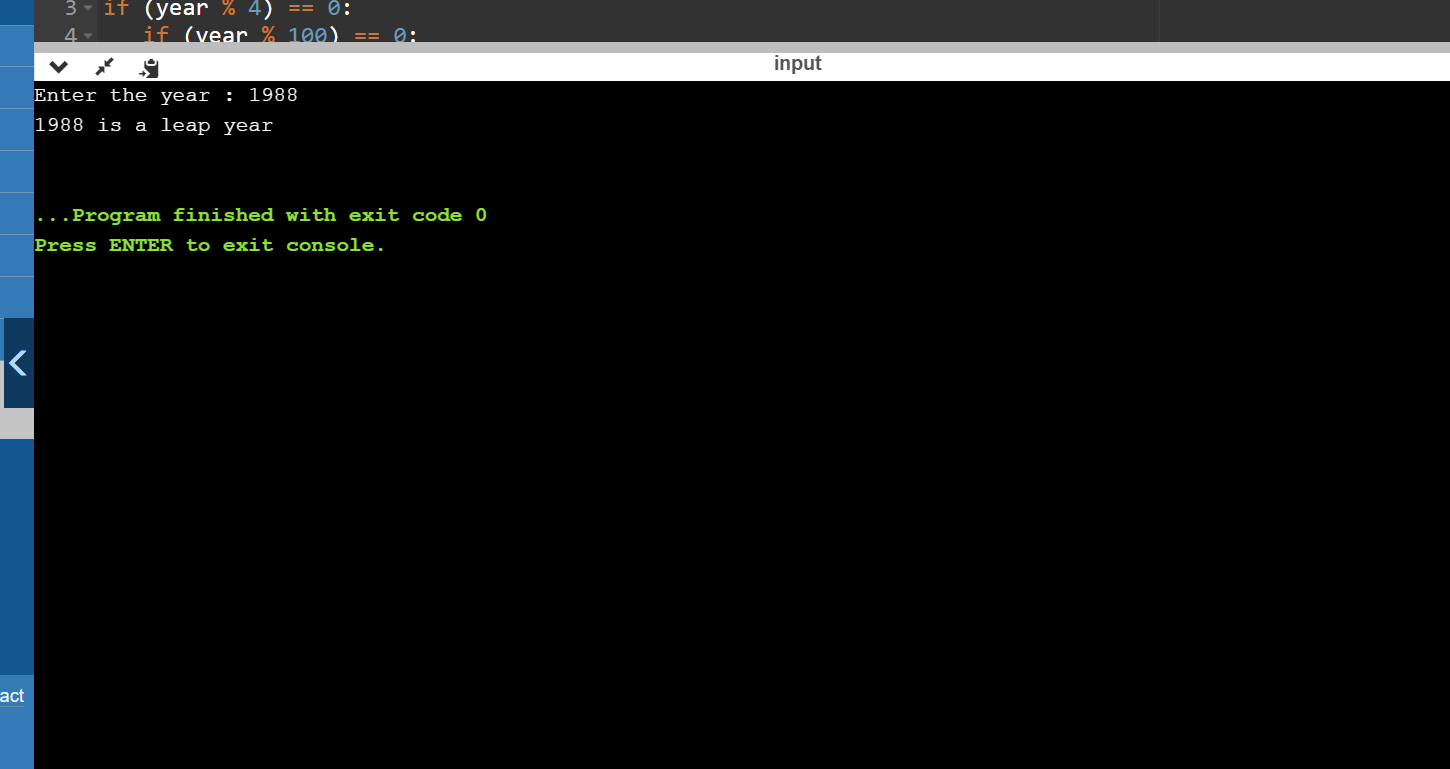 3 if (year % 4) == 0:
4 if (year % 100) == 0:
input
Enter the year : 1988
1988 is a leap year
...Program finished with exit code 0
Press ENTER to exit console.
act